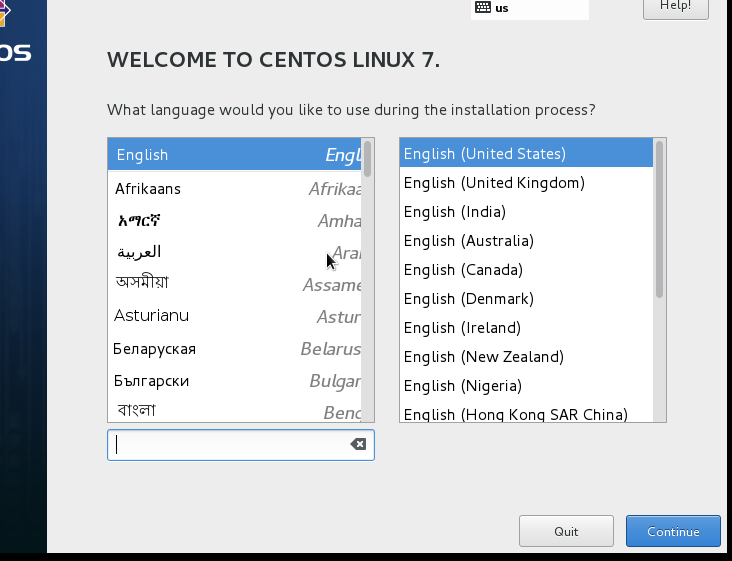 us
Help!
OS
WELCOME TO CENTOS LINUX 7.
What language would you like to use during the installation process?
English Engl
Afrikaans Afrikaa
አማርኛ Amha
العربية Ara
অসমীয়া Assame
Asturianu Astur
Беларуская Belarus
Български Bulgar
বাংলা Beng
English (United States)
English (United Kingdom)
English (India)
English (Australia)
English (Canada)
English (Denmark)
English (Ireland)
English (New Zealand)
English (Nigeria)
English (Hong Kong SAR China)
Quit
Continue